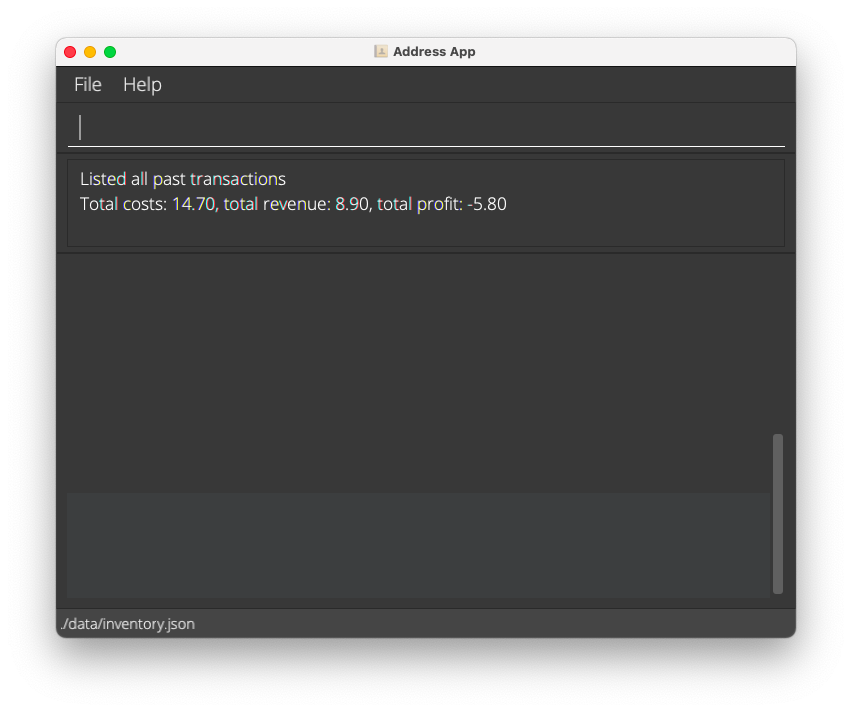 Address App
File Help
Listed all past transactions
Total costs: 14.70, total revenue: 8.90, total profit: -5.80
./data/inventory.json